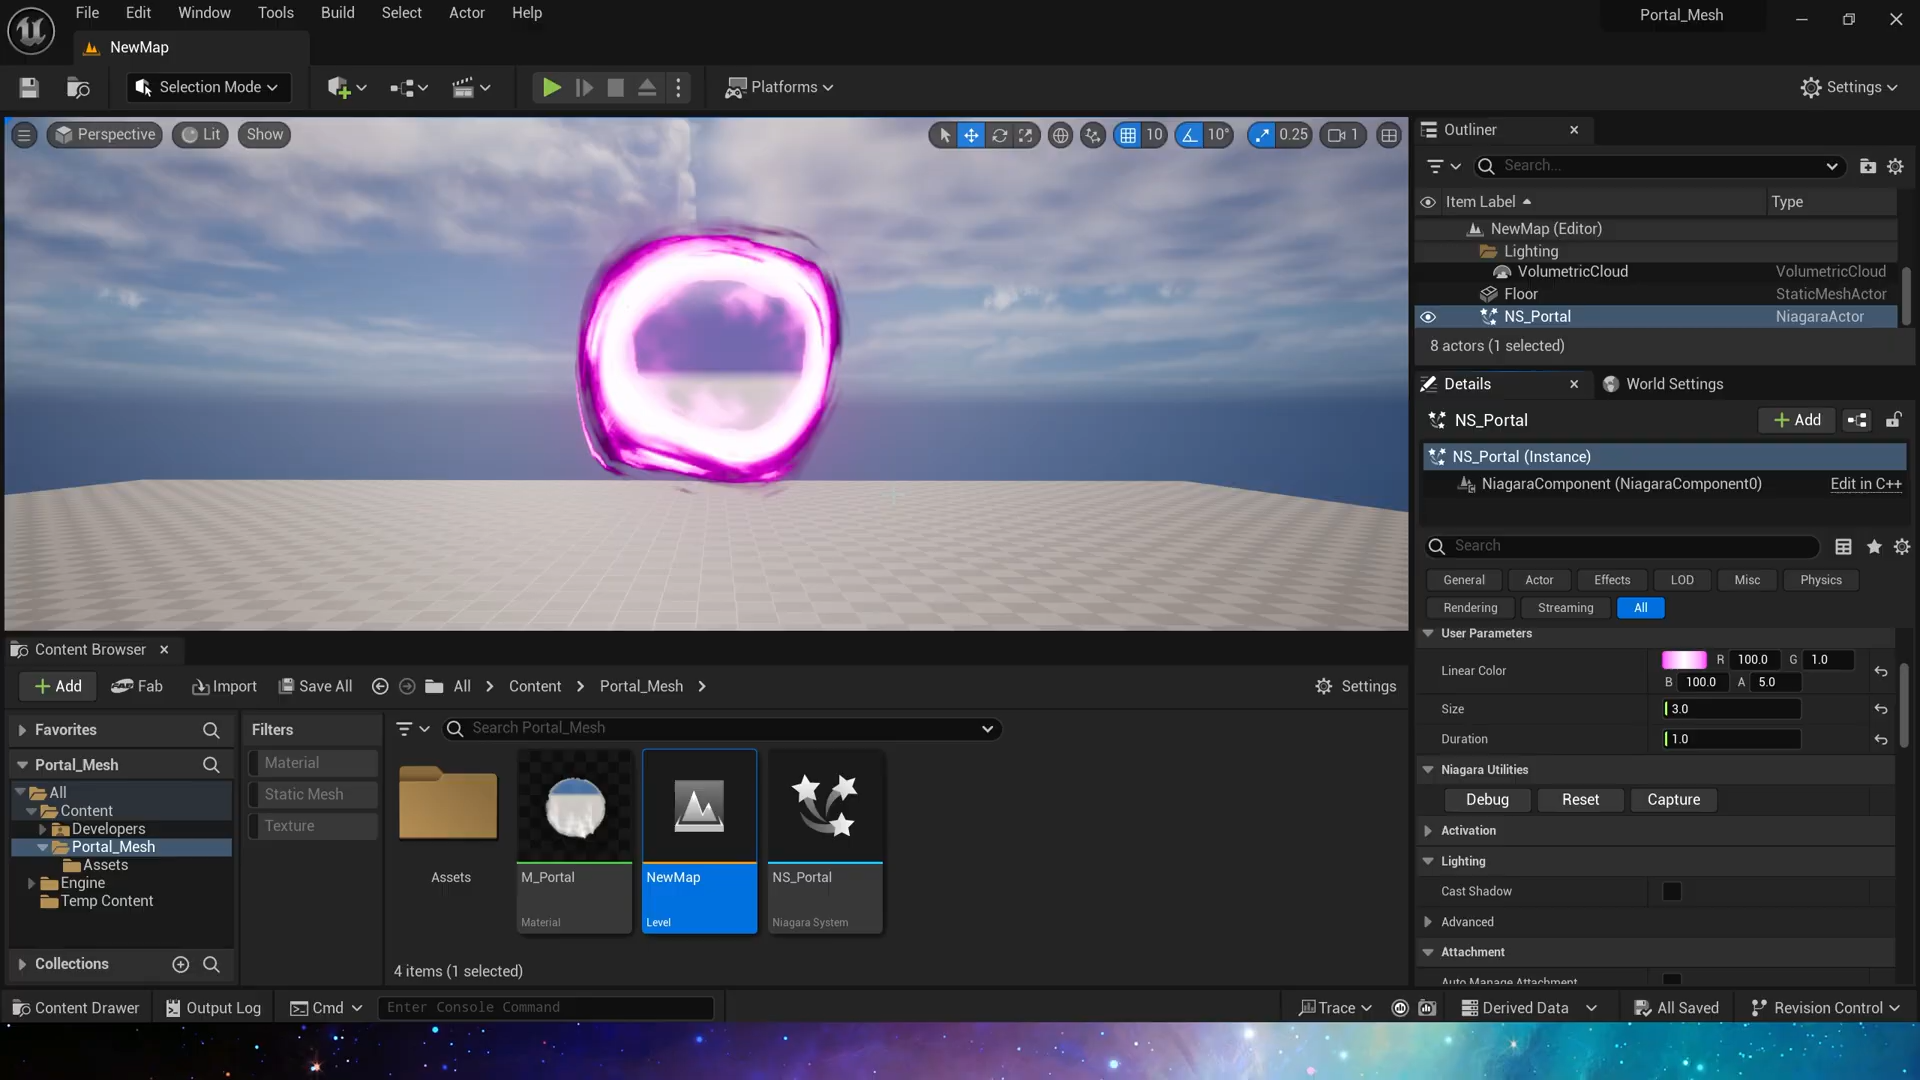 File Edit Window Tools Build Select Actor Help
Portal_Mesh
NewMap
Selection Mode
Platforms
Settings
Perspective Lit Show
10 10° 0.25 1
Outliner
Search...
Item Label Type
NewMap (Editor)
Lighting
VolumetricCloud VolumetricCloud
Floor StaticMeshActor
NS_Portal NiagaraActor
8 actors (1 selected)
Details World Settings
NS_Portal Add
NS_Portal (Instance)
NiagaraComponent (NiagaraComponent0) Edit in C++
Search
General Actor Effects LOD Misc Physics
Rendering Streaming All
User Parameters
Linear Color R 100.0 G 1.0
B 100.0 A 5.0
Size 3.0
Duration 1.0
Niagara Utilities
Debug Reset Capture
Activation
Lighting
Cast Shadow
Advanced
Attachment
Auto Manage Attachment
Content Browser
Add Fab Import Save All All Content Portal_Mesh Settings
Favorites
Portal_Mesh
All
Content
Developers
Portal_Mesh
Assets
Engine
Temp Content
Collections
Filters
Material
Static Mesh
Texture
Search Portal_Mesh
Assets
M_Portal
Material
NewMap
Level
NS_Portal
Niagara System
4 items (1 selected)
Content Drawer Output Log Cmd Enter Console Command Trace Derived Data All Saved Revision Control